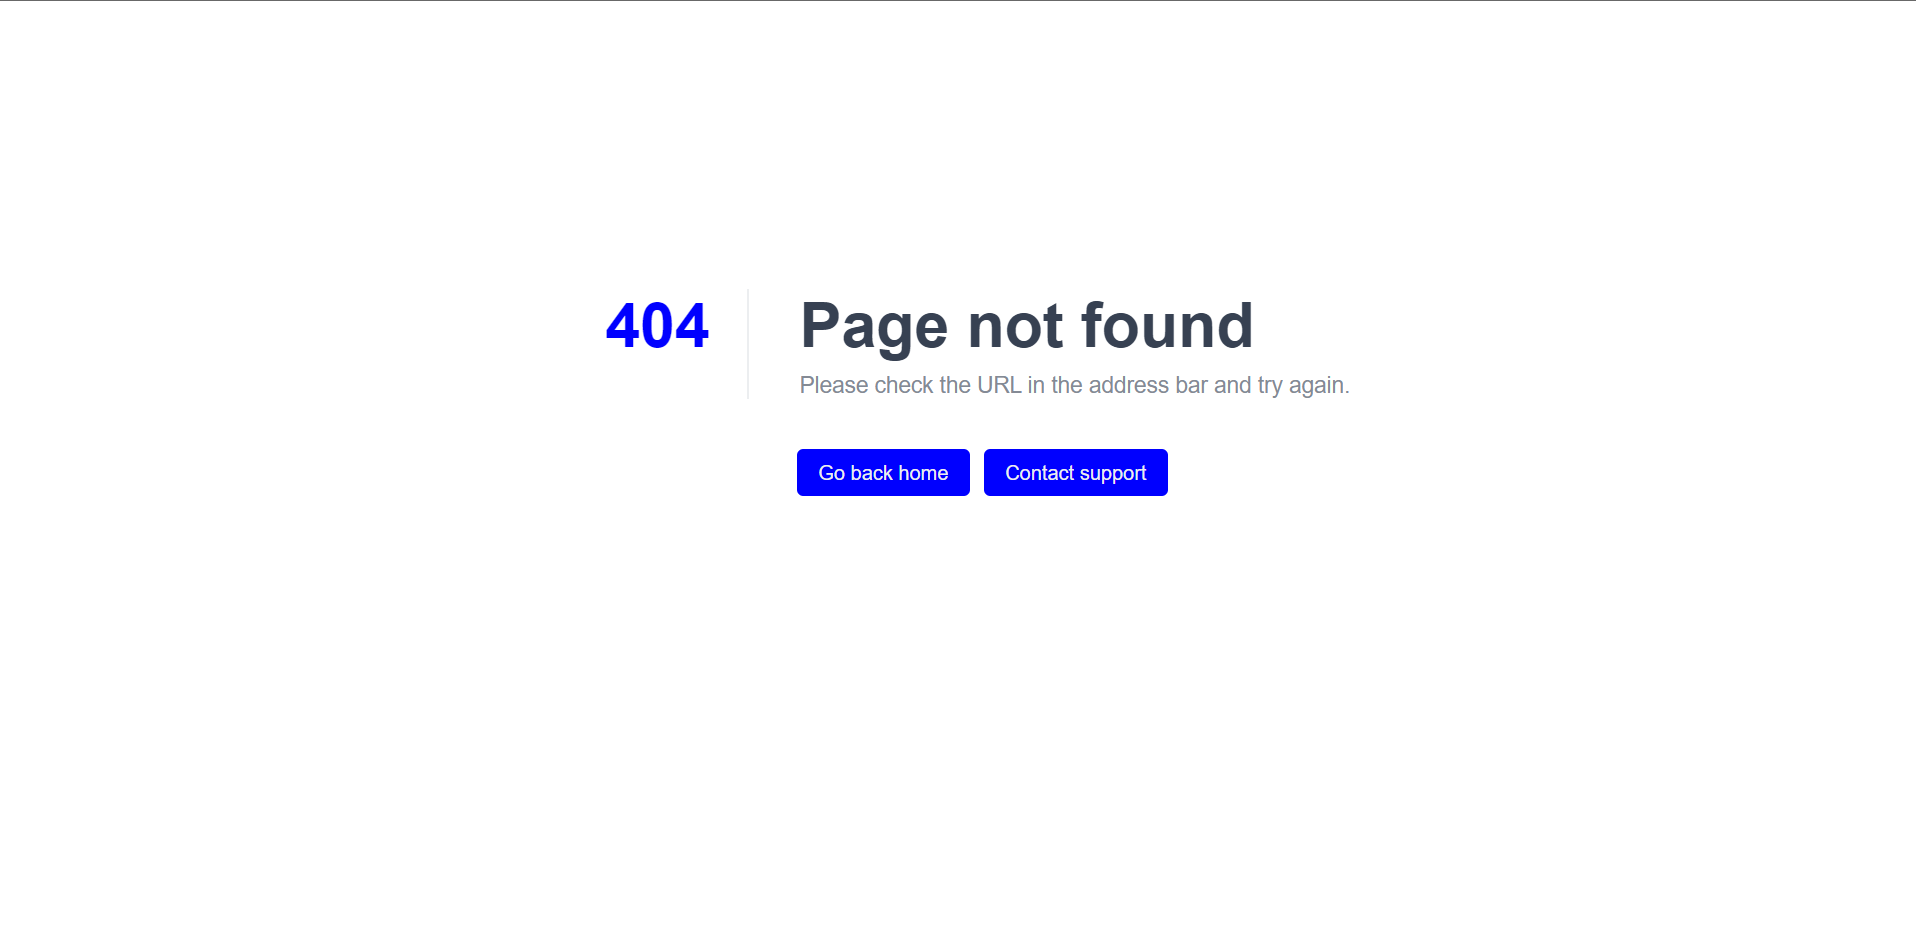 404
Page not found
Please check the URL in the address bar and try again.
Go back home
Contact support